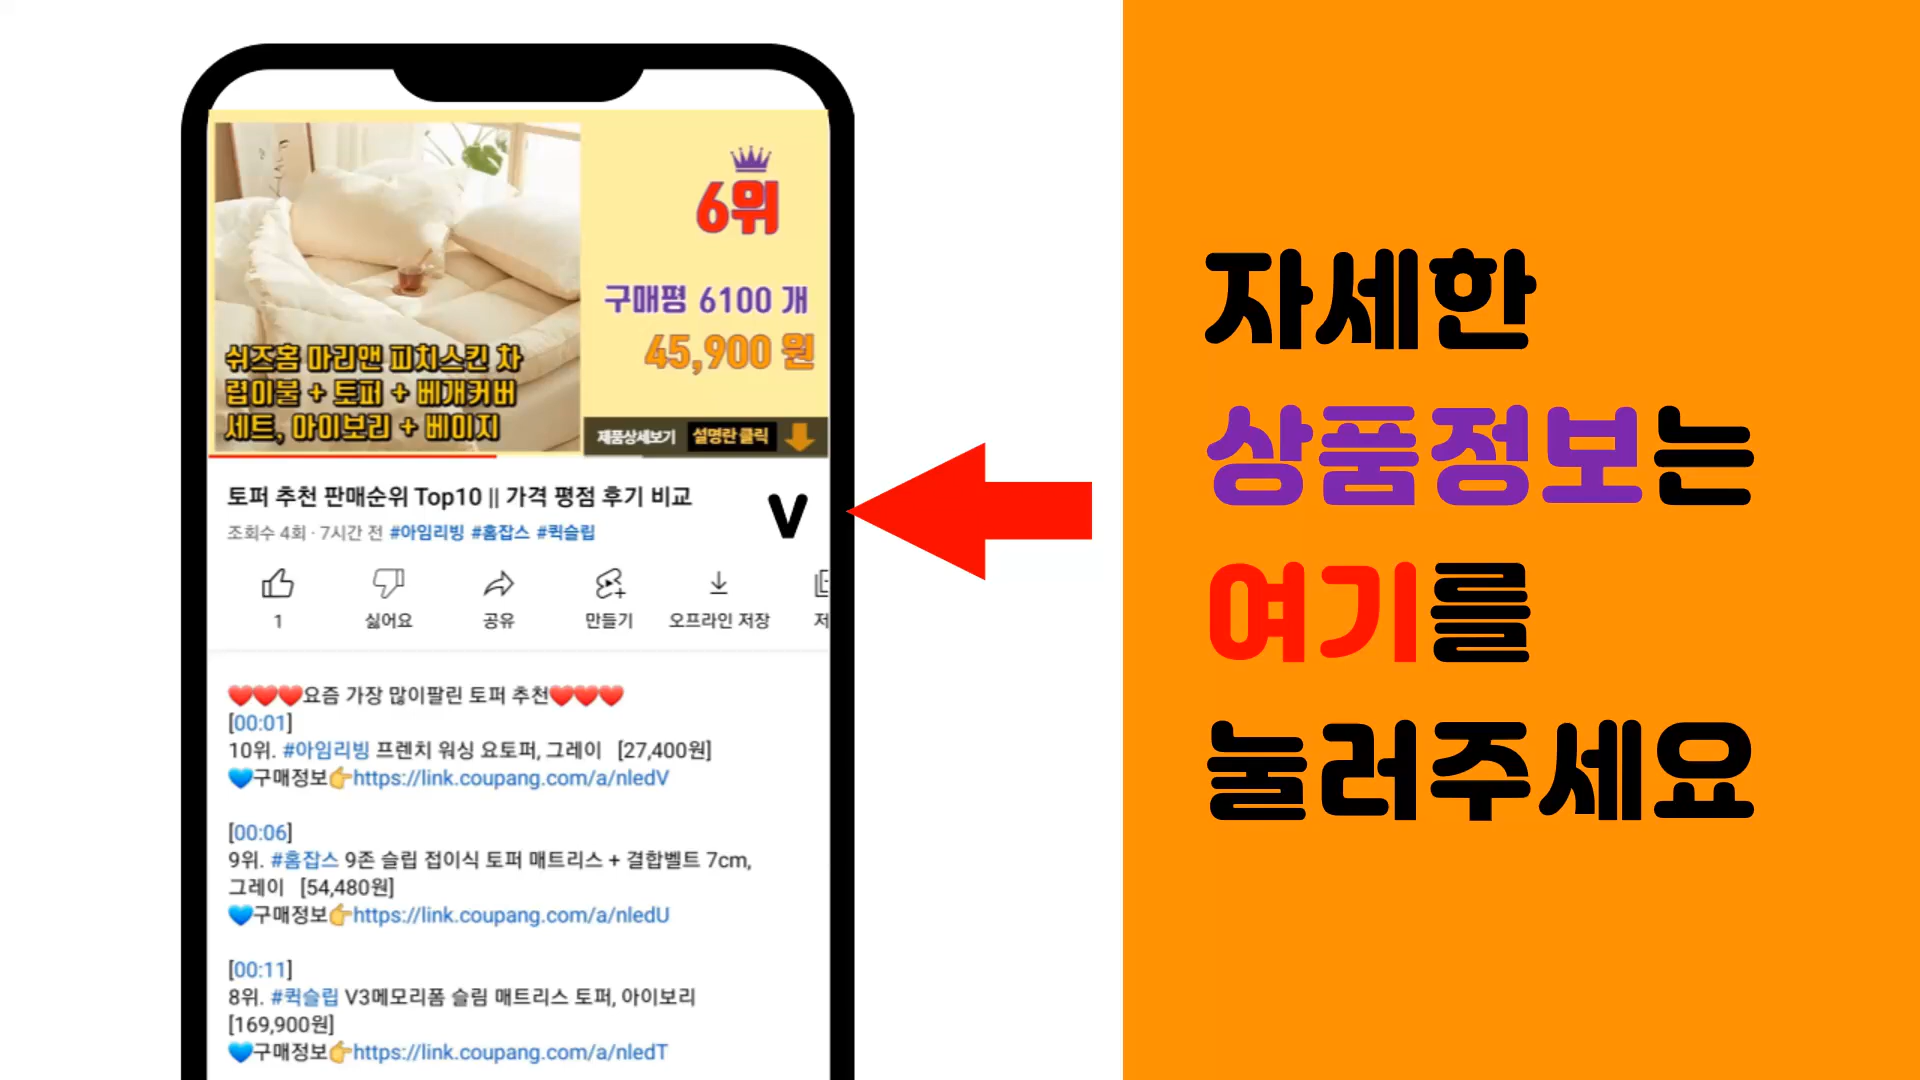 6위
구매평 6100 개
45,900 원
쉬즈홈 마리앤 피치스킨 차
렵이불 + 토퍼 + 베개커버
세트, 아이보리 + 베이지
제품상세보기 설명란 클릭
토퍼 추천 판매순위 Top10 || 가격 평점 후기 비교
V
조회수 4회 · 7시간 전 #아임리빙 #홈잡스 #퀵슬립
1
싫어요
공유
만들기
오프라인 저장
저
❤️❤️❤️요즘 가장 많이팔린 토퍼 추천❤️❤️❤️
[00:01]
10위. #아임리빙 프렌치 워싱 요토퍼, 그레이 [27,400원]
💙구매정보👉https://link.coupang.com/a/nledV
[00:06]
9위. #홈잡스 9존 슬립 접이식 토퍼 매트리스 + 결합벨트 7cm,
그레이 [54,480원]
💙구매정보👉https://link.coupang.com/a/nledU
[00:11]
8위. #퀵슬립 V3메모리폼 슬림 매트리스 토퍼, 아이보리
[169,900원]
💙구매정보👉https://link.coupang.com/a/nledT
자세한
상품정보는
여기를
눌러주세요